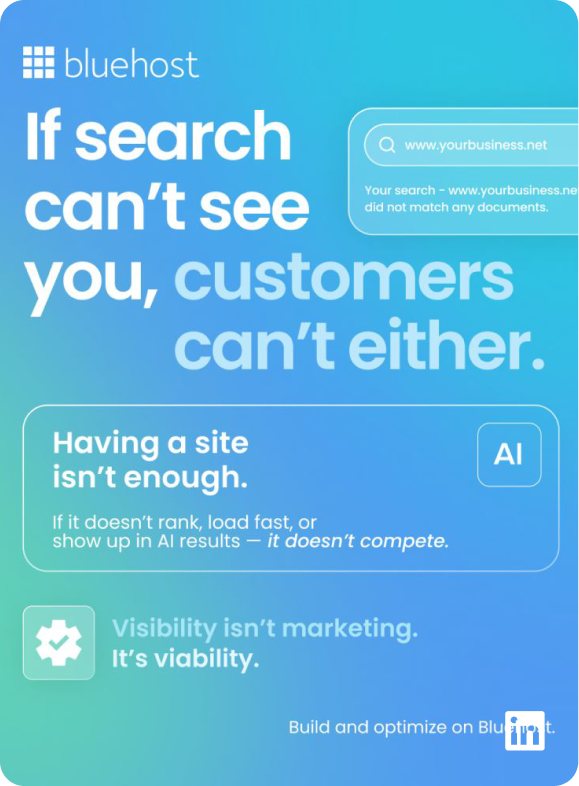 bluehost
If search
can't see
you, customers
can't either.
www.yourbusiness.net
Your search - www.yourbusiness.ne
did not match any documents.
Having a site
isn't enough.
AI
If it doesn't rank, load fast, or
show up in AI results — it doesn't compete.
Visibility isn't marketing.
It's viability.
Build and optimize on Bluehost.
in